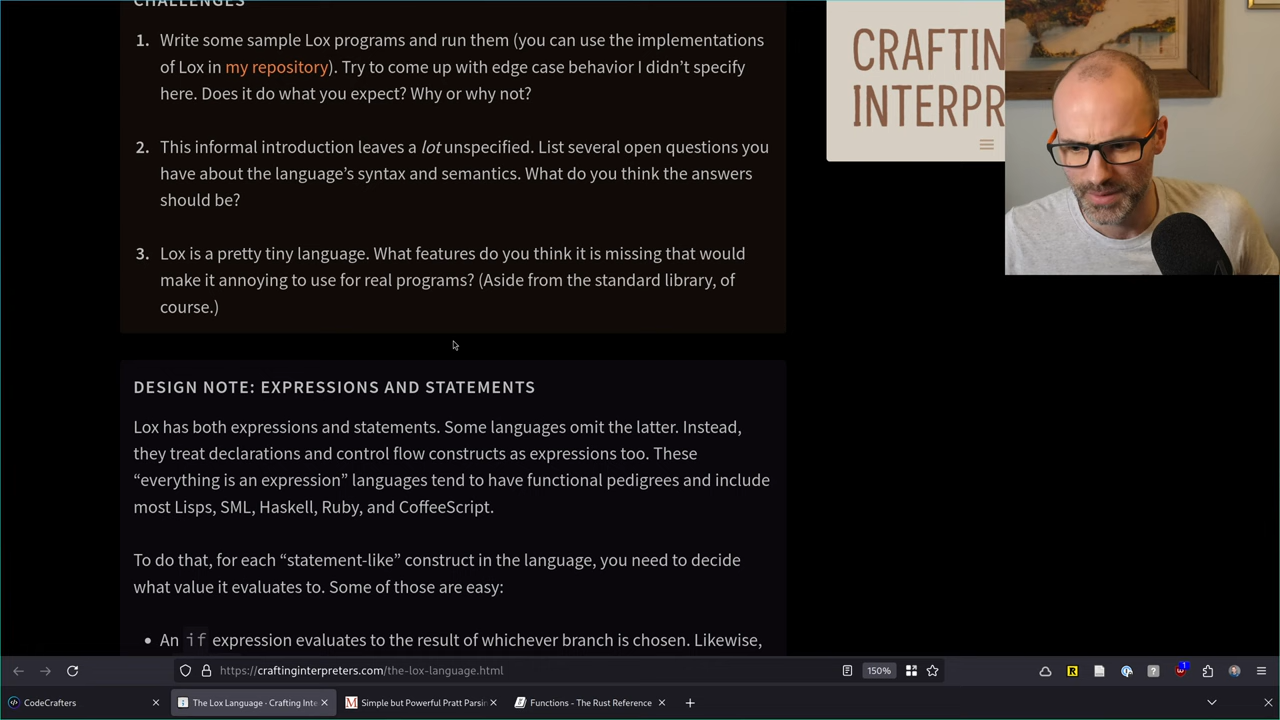 CHALLENGES
1. Write some sample Lox programs and run them (you can use the implementations
of Lox in my repository). Try to come up with edge case behavior I didn’t specify
here. Does it do what you expect? Why or why not?
2. This informal introduction leaves a lot unspecified. List several open questions you
have about the language’s syntax and semantics. What do you think the answers
should be?
3. Lox is a pretty tiny language. What features do you think it is missing that would
make it annoying to use for real programs? (Aside from the standard library, of
course.)
CRAFTIN
INTERPR
DESIGN NOTE: EXPRESSIONS AND STATEMENTS
Lox has both expressions and statements. Some languages omit the latter. Instead,
they treat declarations and control flow constructs as expressions too. These
“everything is an expression” languages tend to have functional pedigrees and include
most Lisps, SML, Haskell, Ruby, and CoffeeScript.
To do that, for each “statement-like” construct in the language, you need to decide
what value it evaluates to. Some of those are easy:
• An if expression evaluates to the result of whichever branch is chosen. Likewise,
https://craftinginterpreters.com/the-lox-language.html
150%
R
?
1
CodeCrafters
The Lox Language · Crafting Inte
M
Simple but Powerful Pratt Parsin
Functions - The Rust Reference